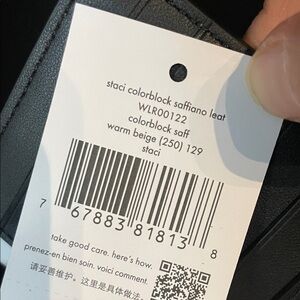 staci colorblock saffiano leat
WLR00122
colorblock saff
warm beige (250) 129
staci
7 67883 81813 8
take good care. here's how.
prenez-en bien soin. voici comment.
请妥善维护，这里是具体做法